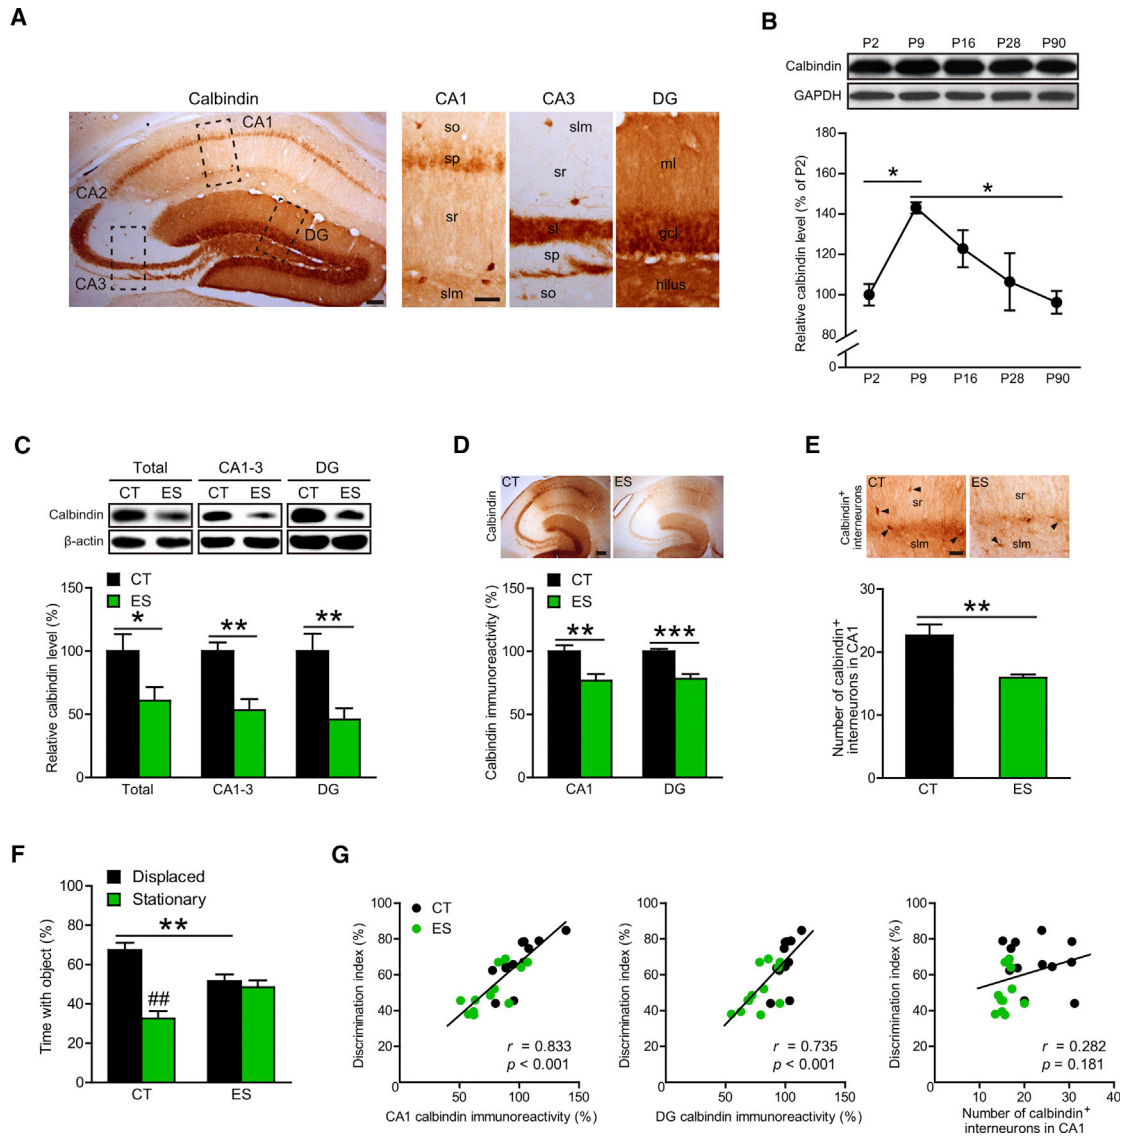 A
Calbindin
CA1
CA3
DG
CA1
CA2
DG
CA3
so
sp
sr
slm
slm
sr
sl
sp
so
ml
gcl
hilus
B
P2 P9 P16 P28 P90
Calbindin
GAPDH
Relative calbindin level (% of P2)
180
160
140
120
100
80
0
* *
P2 P9 P16 P28 P90
C
Total CA1-3 DG
CT ES CT ES CT ES
Calbindin
β-actin
CT
ES
Relative calbindin level (%)
150
100
50
0
* ** **
Total CA1-3 DG
D
Calbindin
CT ES
CT
ES
Calbindin immunoreactivity (%)
150
100
50
0
** ***
CA1 DG
E
Calbindin+
interneurons
CT ES
sr sr
slm slm
Number of calbindin+
interneurons in CA1
30
20
10
0
**
CT ES
F
Displaced
Stationary
Time with object (%)
100
80
60
40
20
0
**
##
CT ES
G
CT
ES
Discrimination index (%)
100
80
60
40
20
0
r = 0.833
p < 0.001
50 100 150
CA1 calbindin immunoreactivity (%)
Discrimination index (%)
100
80
60
40
20
0
r = 0.735
p < 0.001
50 100 150
DG calbindin immunoreactivity (%)
Discrimination index (%)
100
80
60
40
20
0
r = 0.282
p = 0.181
10 20 30 40
Number of calbindin+
interneurons in CA1